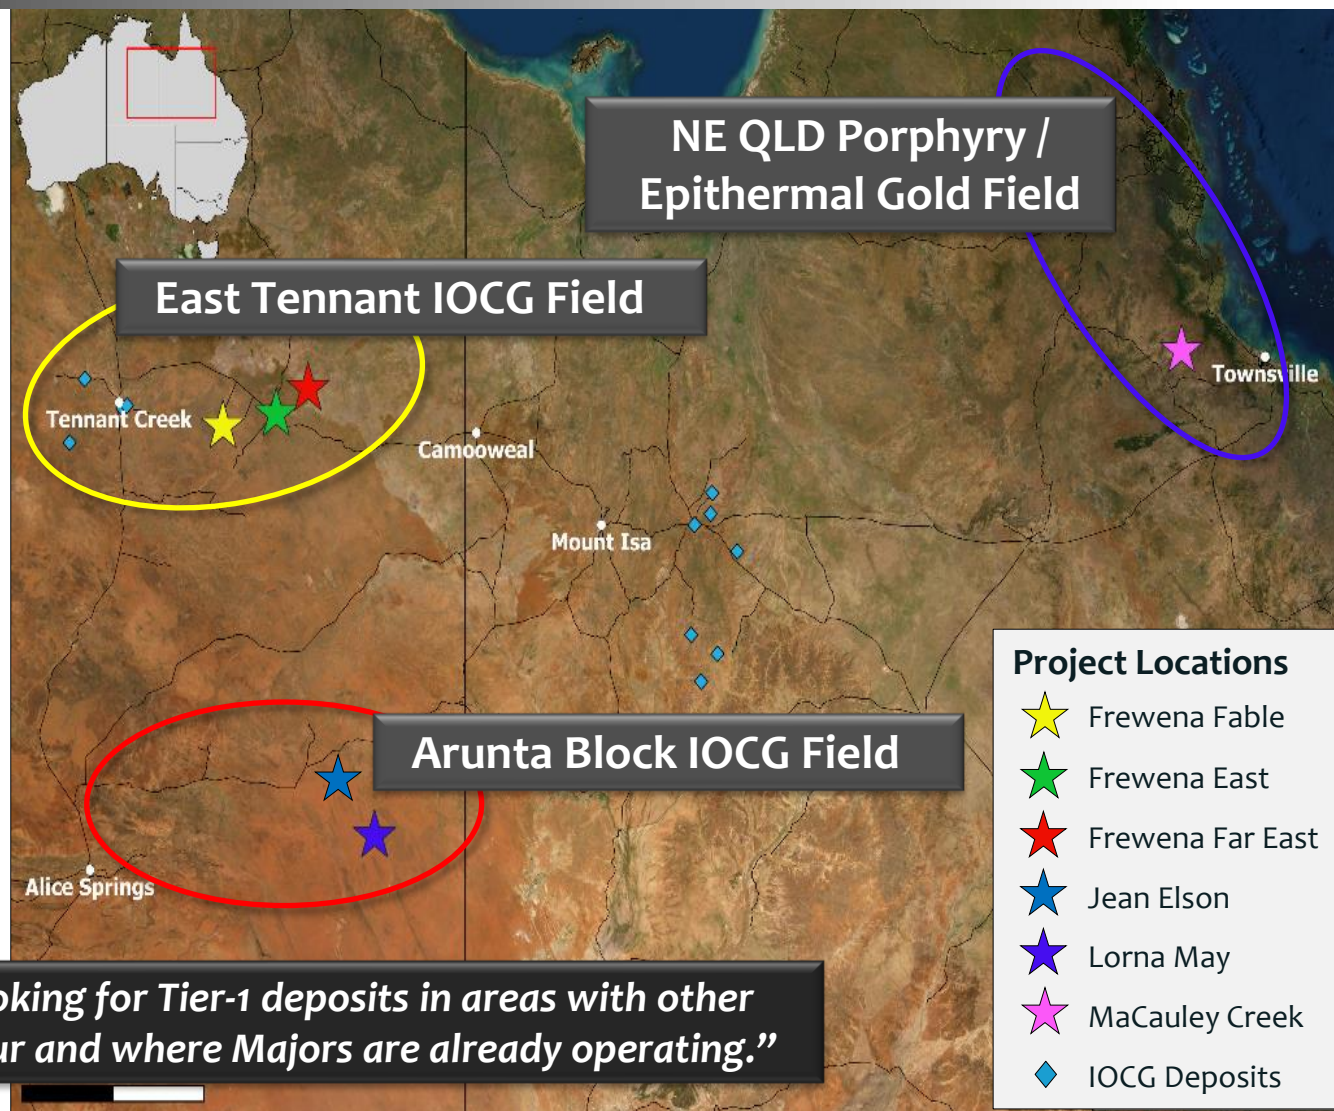 NE QLD Porphyry /
Epithermal Gold Field
East Tennant IOCG Field
Tennant Creek
Camooweal
Townsville
Mount Isa
Arunta Block IOCG Field
Alice Springs
Project Locations
Frewena Fable
Frewena East
Frewena Far East
Jean Elson
Lorna May
MaCauley Creek
IOCG Deposits
for Tier-1 deposits in areas with other
and where Majors are already operating.”